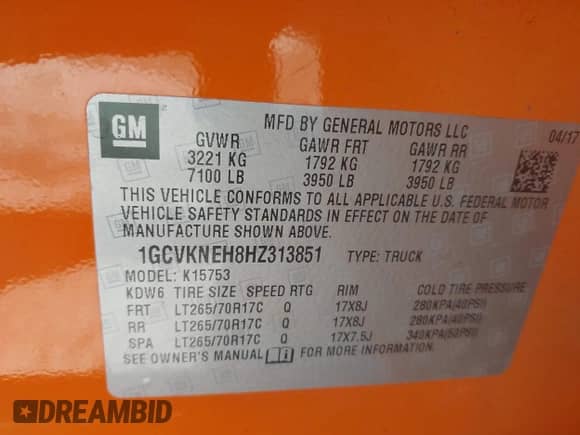 GM
MFD BY GENERAL MOTORS LLC 04/17
GVWR GAWR FRT GAWR RR
3221 KG 1792 KG 1792 KG
7100 LB 3950 LB 3950 LB
THIS VEHICLE CONFORMS TO ALL APPLICABLE U.S. FEDERAL MOTOR
VEHICLE SAFETY STANDARDS IN EFFECT ON THE DATE OF
MANUFACTURE SHOWN ABOVE.
1GCVKNEH8HZ313851 TYPE: TRUCK
MODEL: K15753
KDW6 TIRE SIZE SPEED RTG RIM COLD TIRE PRESSURE
FRT LT265/70R17C Q 17X8J 280KPA(40PSI)
RR LT265/70R17C Q 17X8J 280KPA(40PSI)
SPA LT265/70R17C Q 17X7.5J 340KPA(50PSI)
SEE OWNER'S MANUAL FOR MORE INFORMATION.
DREAMBID